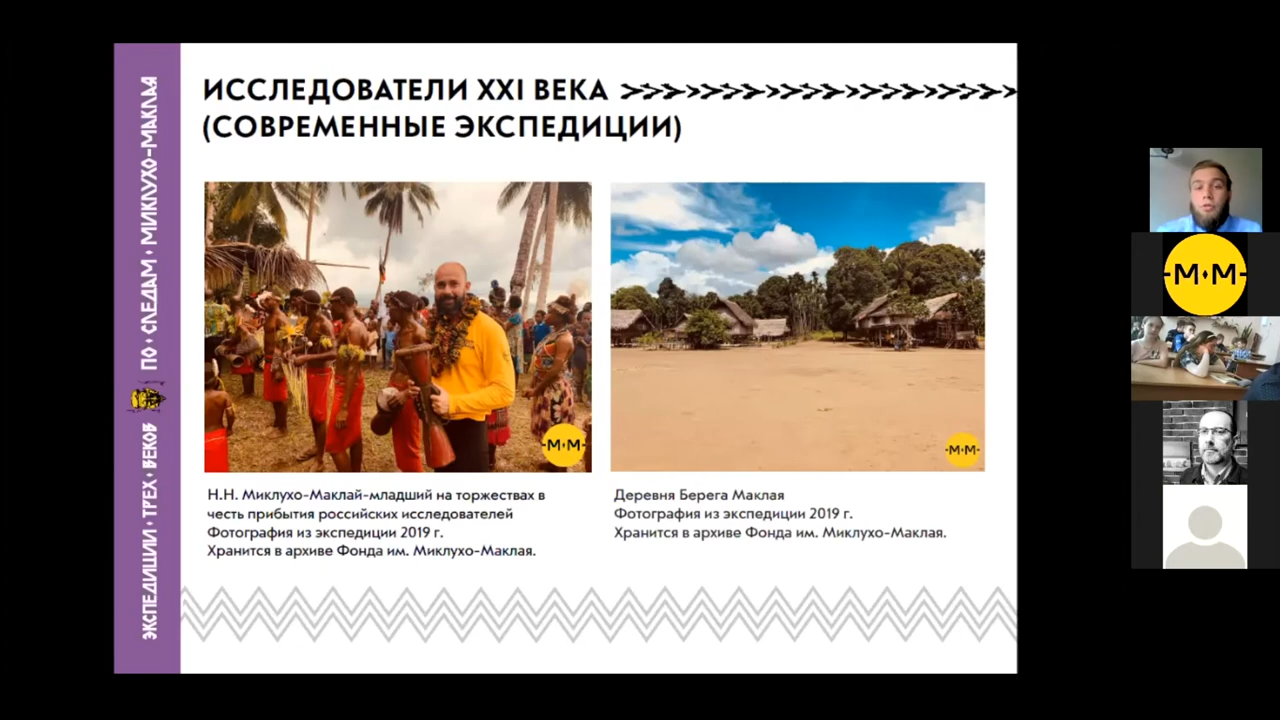 ИССЛЕДОВАТЕЛИ XXI ВЕКА
(СОВРЕМЕННЫЕ ЭКСПЕДИЦИИ)
ЭКСПЕДИЦИИ • ТРЕХ • ВЕКОВ
ПО • СЛЕДАМ • МИКЛУХО-МАКЛАЯ
-М•М-
-М•М-
Н.Н. Миклухо-Маклай-младший на торжествах в
честь прибытия российских исследователей
Фотография из экспедиции 2019 г.
Хранится в архиве Фонда им. Миклухо-Маклая.
Деревня Берега Маклая
Фотография из экспедиции 2019 г.
Хранится в архиве Фонда им. Миклухо-Маклая.
-М•М-